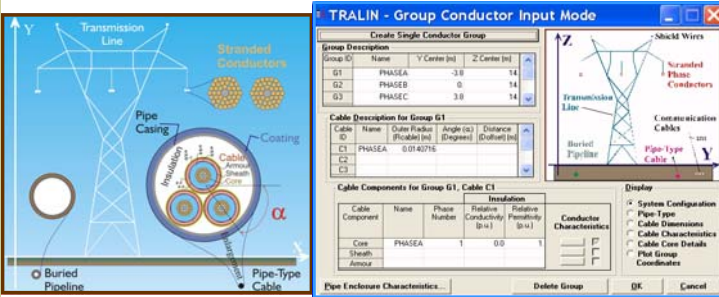 Y
Transmission
Line
Stranded
Conductors
Pipe
Casing
Coating
Insulation
Cable
Armour
Sheath
Core
α
Enlargement
X
Buried
Pipeline
Pipe-Type
Cable
TRALIN - Group Conductor Input Mode
Create Single Conductor Group
Group Description
Group ID Name Y Center (m) Z Center (m)
G1 PHASEA -3.8 14.
G2 PHASEB 0. 14.
G3 PHASEC 3.8 14.
Cable Description for Group G1
Cable ID Name Outer Radius (Rcable) (m) Angle (α) (Degrees) Distance (Doffset) (m)
C1 PHASEA 0.0140716
C2
C3
Cable Components for Group G1, Cable C1
Insulation
Cable Component Name Phase Number Relative Conductivity (p.u.) Relative Permittivity (p.u.) Conductor Characteristics
Core PHASEA 1 0.0 1.
Sheath
Armour
Pipe Enclosure Characteristics...
Delete Group
OK
Cancel
Z
Shield Wires
Stranded
Phase
Conductors
Transmission
Line
Communication
Cables
Buried
Pipeline
Pipe-Type
Cable
Y
Display
System Configuration
Pipe-Type
Cable Dimensions
Cable Characteristics
Cable Core Details
Plot Group
Coordinates